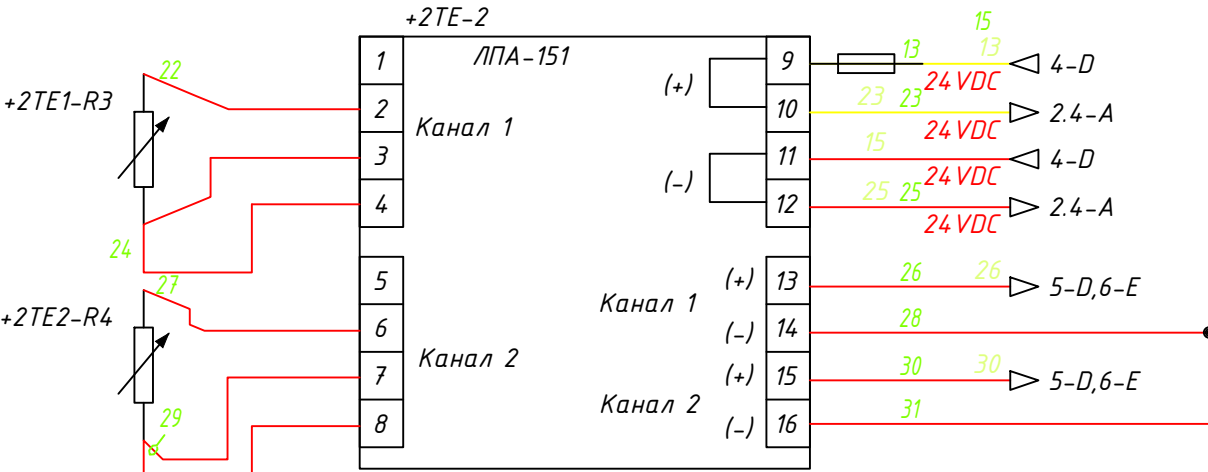 +2TE-2
15
1
ЛПА-151
9
13
13
4-D
22
(+)
24VDC
+2TE1-R3
2
10
23
23
2.4-A
Канал 1
24VDC
3
11
15
4-D
(-)
24VDC
4
12
25
25
2.4-A
24VDC
24
5
(+)
13
26
26
5-D,6-E
27
Канал 1
+2TE2-R4
6
(-)
14
28
Канал 2
7
(+)
15
30
30
5-D,6-E
Канал 2
29
8
(-)
16
31